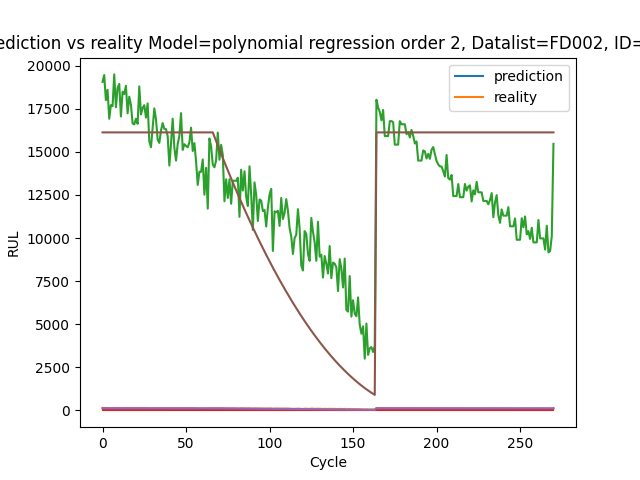 ediction vs reality Model=polynomial regression order 2, Datalist=FD002, ID=
prediction
reality
RUL
20000
17500
15000
12500
10000
7500
5000
2500
0
0 50 100 150 200 250
Cycle